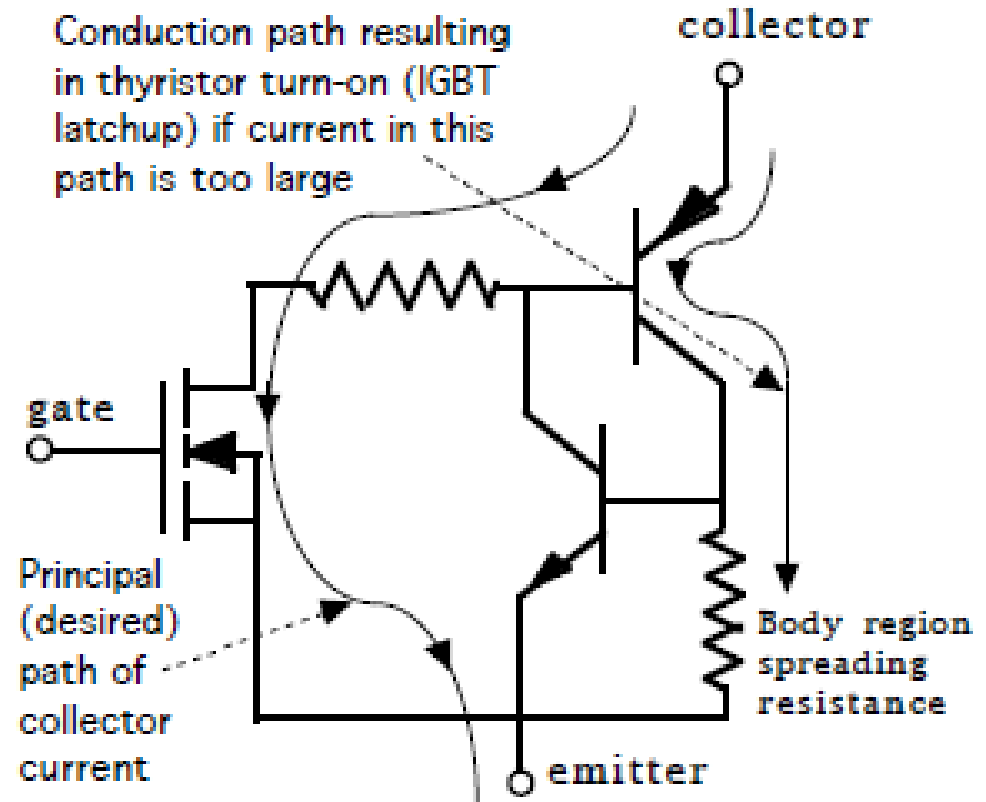 Conduction path resulting
in thyristor turn-on (IGBT
latchup) if current in this
path is too large
collector
gate
Principal
(desired)
path of
collector
current
Body region
spreading
resistance
emitter